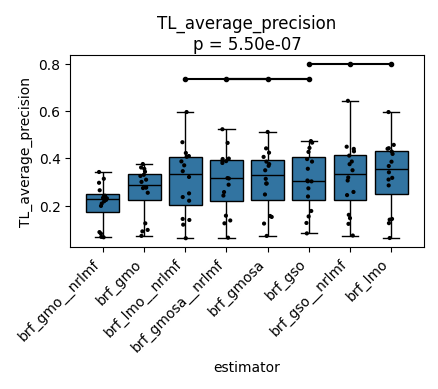 TL_average_precision
p = 5.50e-07
TL_average_precision
0.8
0.6
0.4
0.2
brf_gmo__nrlmf
brf_gmo
brf_lmo__nrlmf
brf_gmosa__nrlmf
brf_gmosa
brf_gso
brf_gso__nrlmf
brf_lmo
estimator